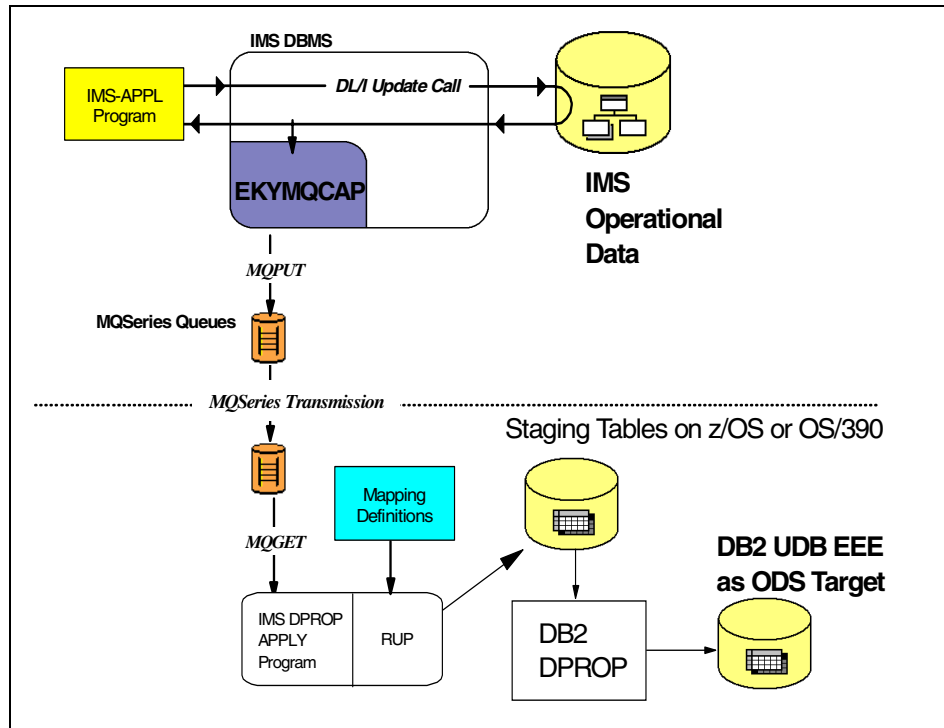 IMS DBMS
IMS-APPL
Program
DL/I Update Call
EKYMQCAP
IMS
Operational
Data
MQPUT
MQSeries Queues
MQSeries Transmission
Staging Tables on z/OS or OS/390
Mapping
Definitions
MQGET
DB2 UDB EEE
as ODS Target
IMS DPROP
APPLY
Program
RUP
DB2
DPROP